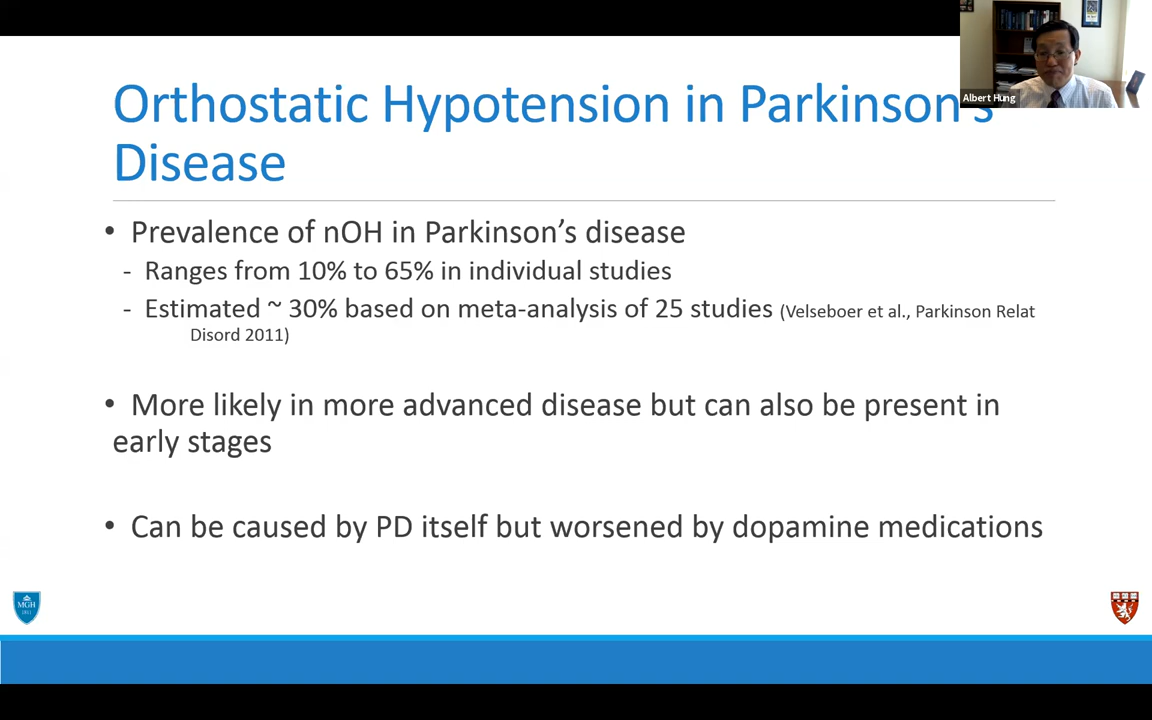 Orthostatic Hypotension in Parkinson's
Disease
Albert Hung
• Prevalence of nOH in Parkinson’s disease
- Ranges from 10% to 65% in individual studies
- Estimated ~ 30% based on meta-analysis of 25 studies (Velseboer et al., Parkinson Relat
Disord 2011)
• More likely in more advanced disease but can also be present in
early stages
• Can be caused by PD itself but worsened by dopamine medications
MGH
1811